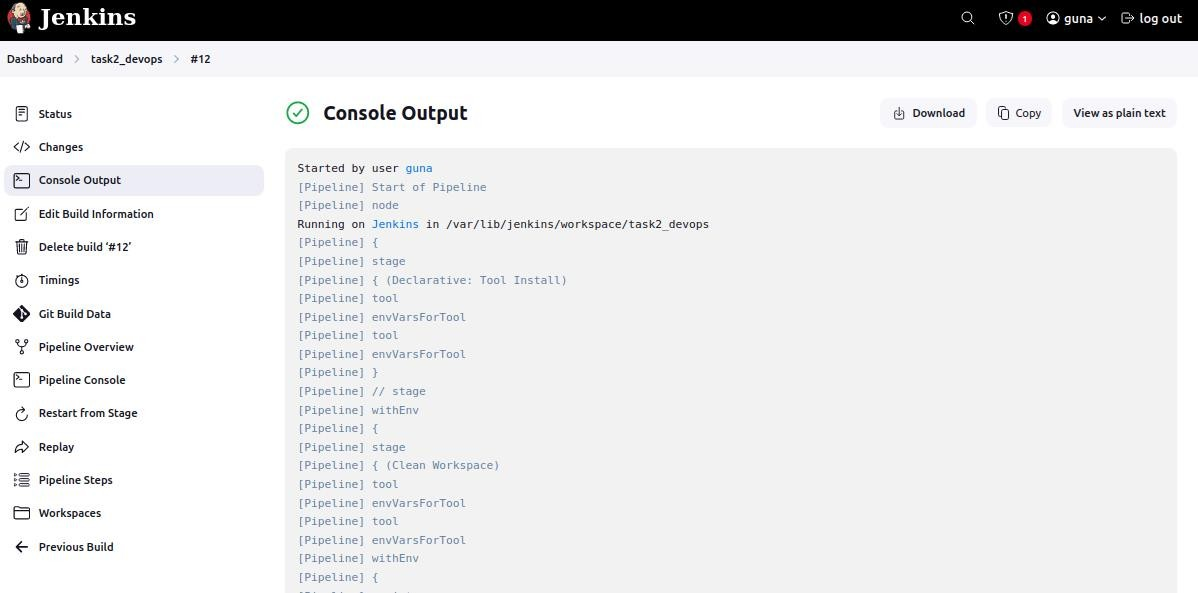 Jenkins
1
guna
log out
Dashboard
task2_devops
#12
Status
Changes
Console Output
Edit Build Information
Delete build ‘#12’
Timings
Git Build Data
Pipeline Overview
Pipeline Console
Restart from Stage
Replay
Pipeline Steps
Workspaces
Previous Build
Console Output
Download
Copy
View as plain text
Started by user guna
[Pipeline] Start of Pipeline
[Pipeline] node
Running on Jenkins in /var/lib/jenkins/workspace/task2_devops
[Pipeline] {
[Pipeline] stage
[Pipeline] { (Declarative: Tool Install)
[Pipeline] tool
[Pipeline] envVarsForTool
[Pipeline] tool
[Pipeline] envVarsForTool
[Pipeline] }
[Pipeline] // stage
[Pipeline] withEnv
[Pipeline] {
[Pipeline] stage
[Pipeline] { (Clean Workspace)
[Pipeline] tool
[Pipeline] envVarsForTool
[Pipeline] tool
[Pipeline] envVarsForTool
[Pipeline] withEnv
[Pipeline] {